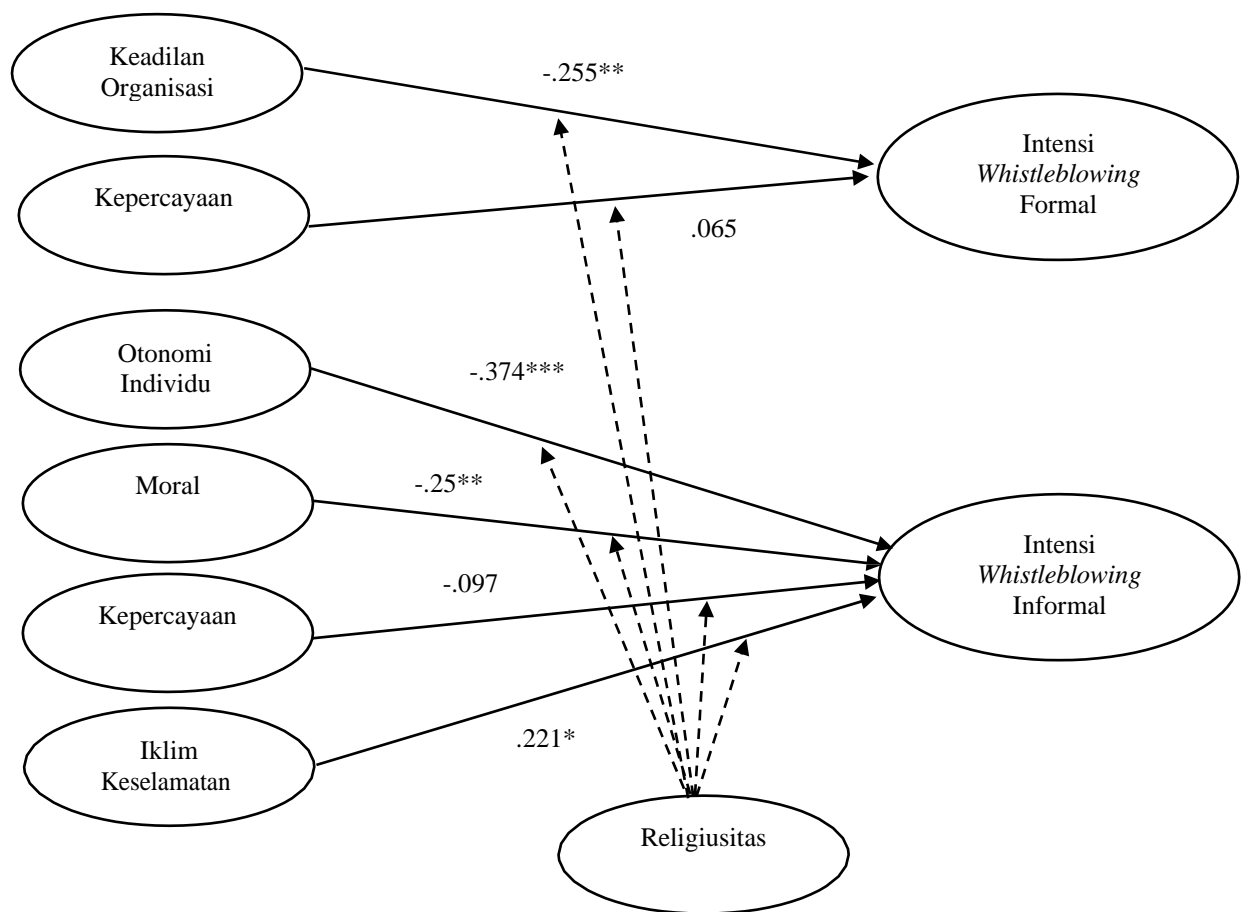 Keadilan
Organisasi
-.255**
Intensi
Whistleblowing
Formal
Kepercayaan
.065
Otonomi
Individu
-.374***
Moral
-.25**
Intensi
Whistleblowing
Informal
Kepercayaan
-.097
Iklim
Keselamatan
.221*
Religiusitas